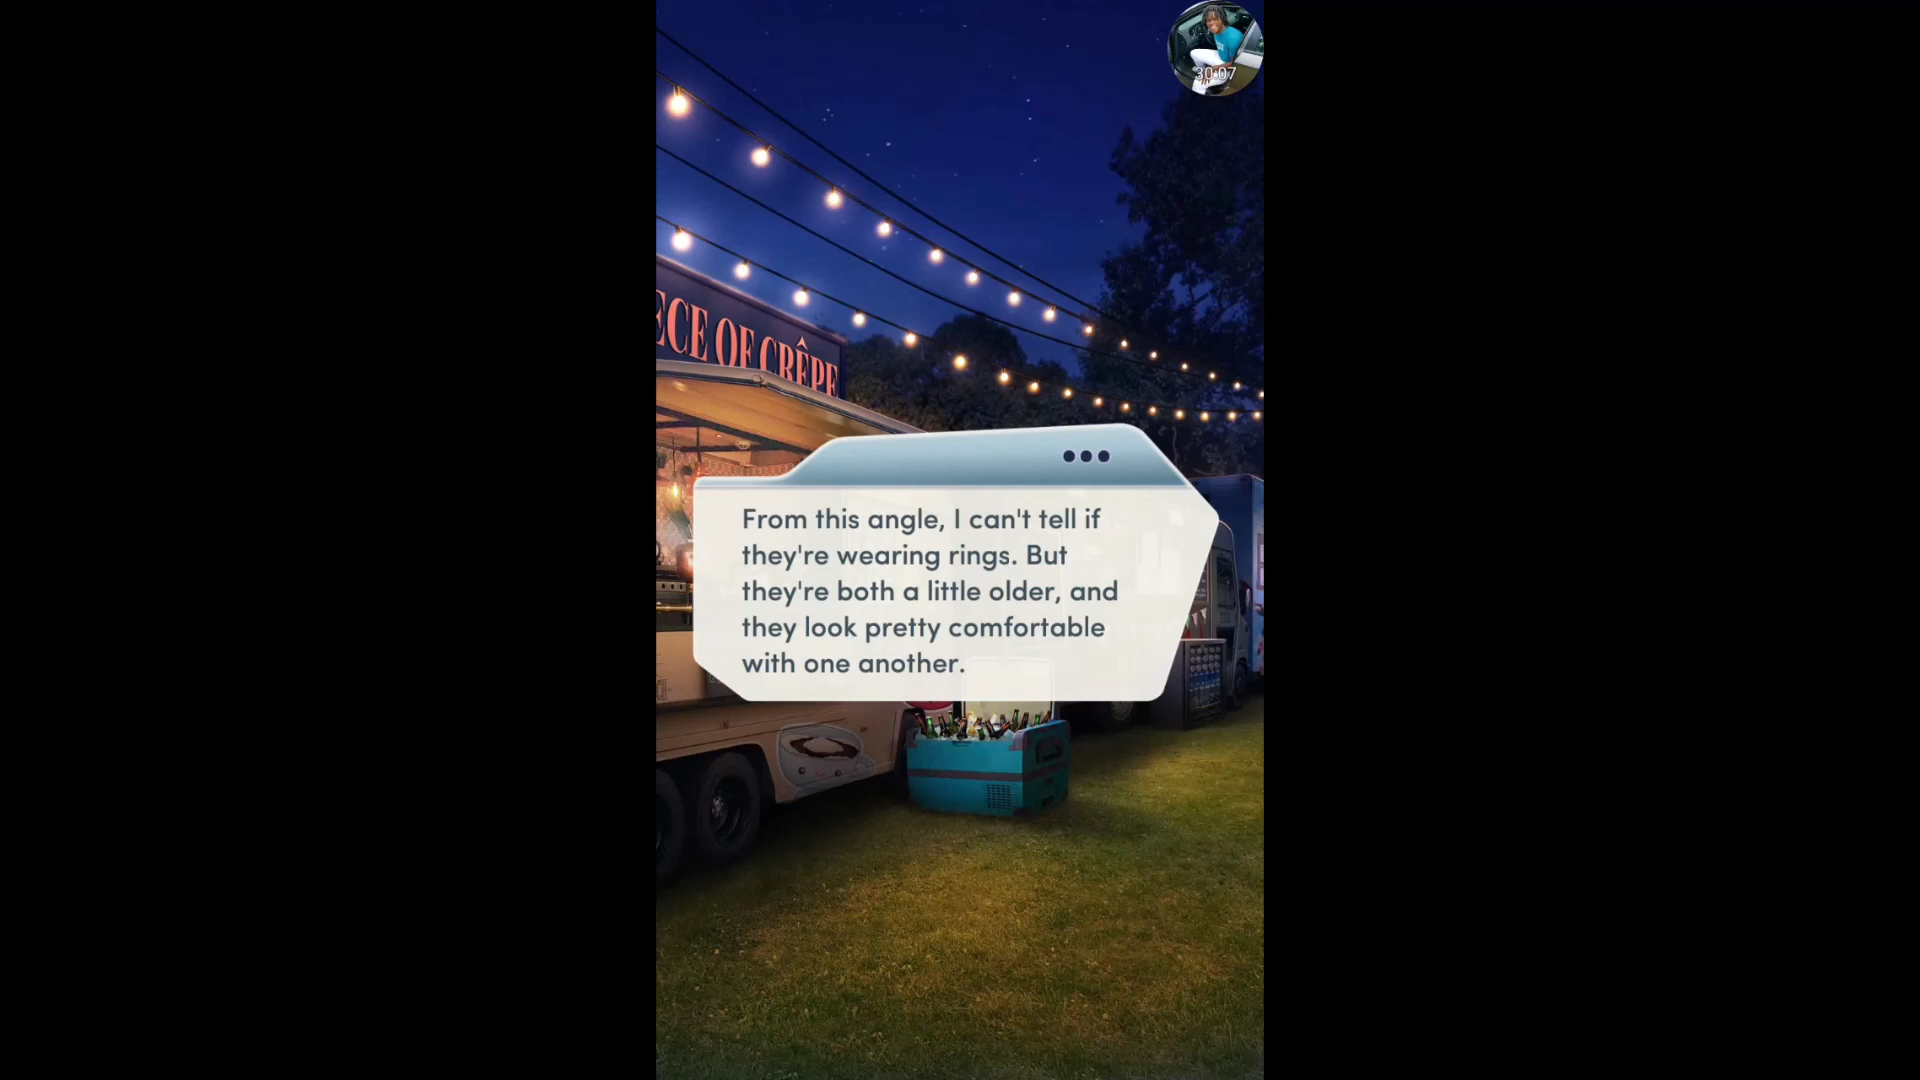 30:07
ECE OF CRÊPE
From this angle, I can't tell if
they're wearing rings. But
they're both a little older, and
they look pretty comfortable
with one another.